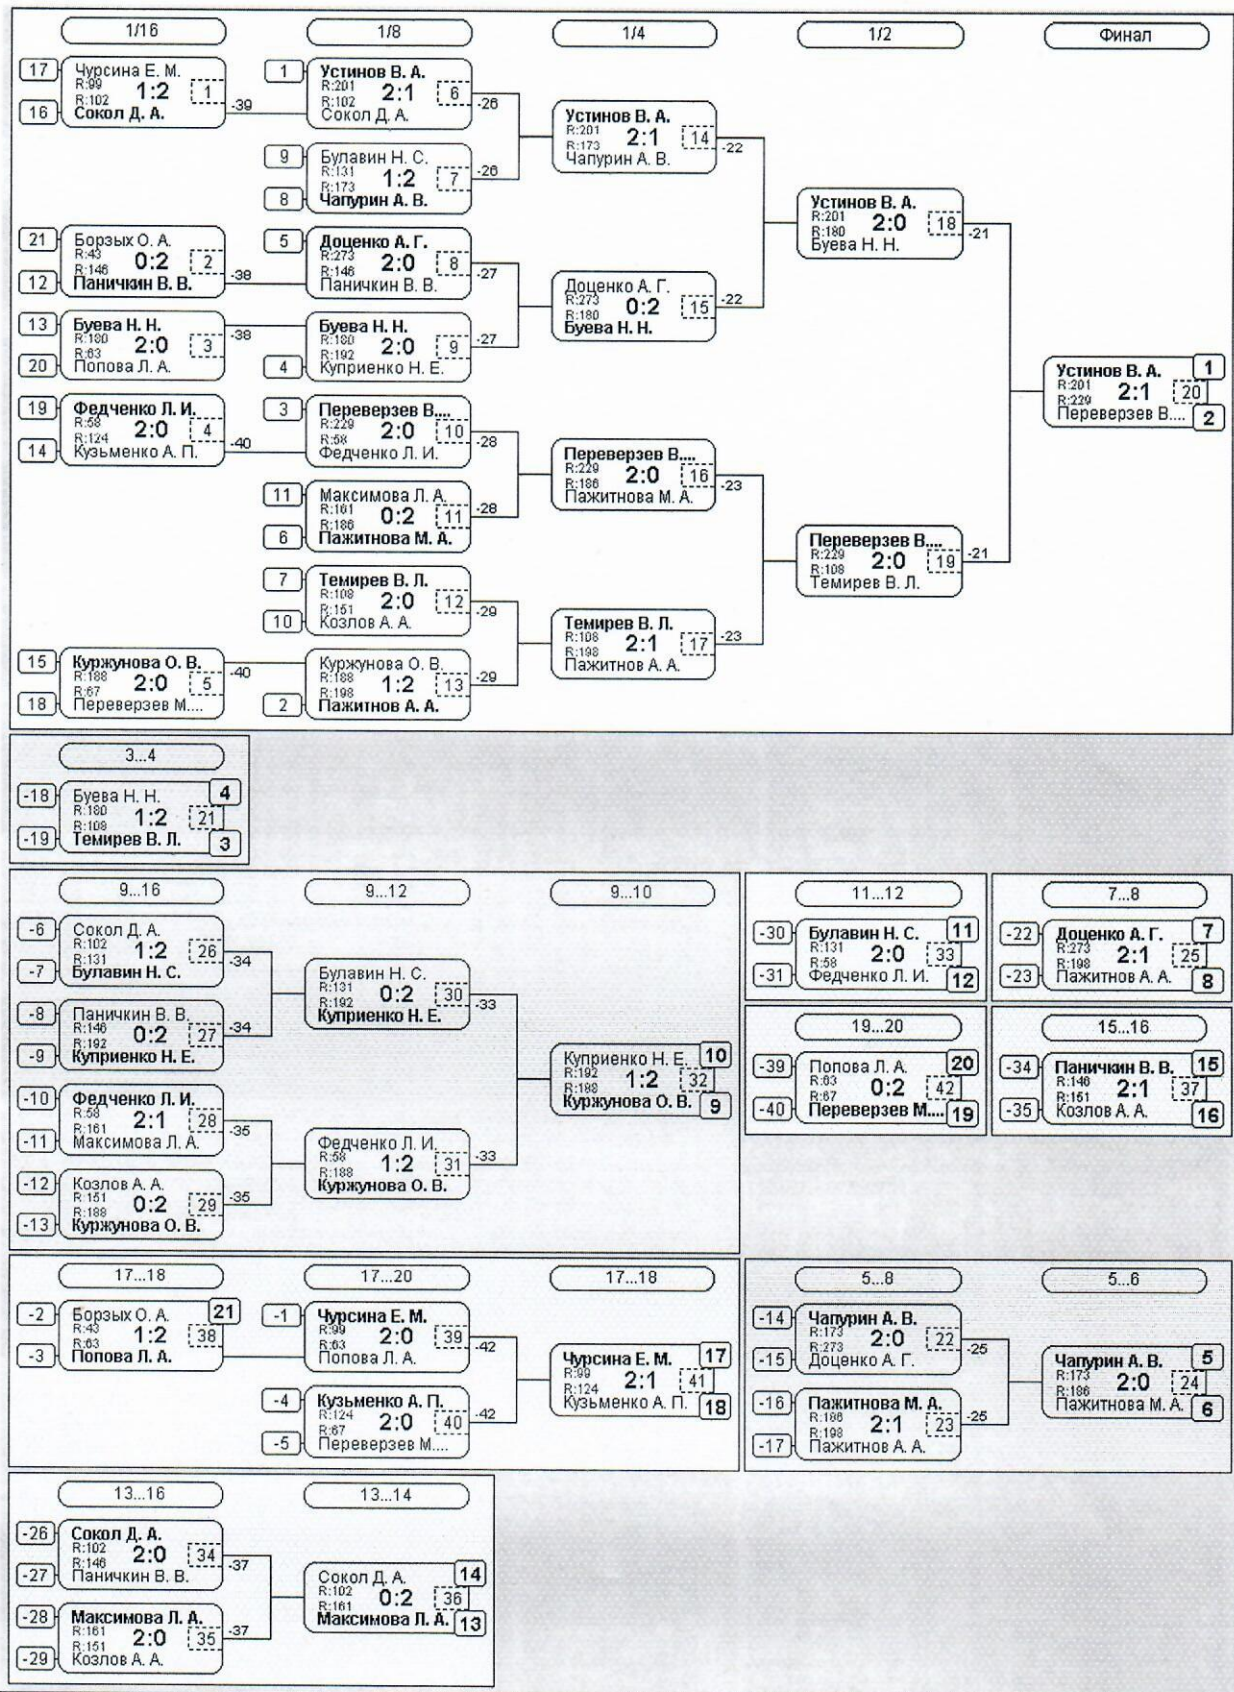 1/16
1/8
1/4
1/2
Финал
17 Чурсина Е. М.
R:99
R:102 1:2 1
16 Сокол Д. А.
-39
21 Борзых О. А.
R:43
R:146 0:2 2
12 Паничкин В. В.
-38
13 Буева Н. Н.
R:180
R:63 2:0 3
20 Попова Л. А.
-38
19 Федченко Л. И.
R:58
R:124 2:0 4
14 Кузьменко А. П.
-40
15 Куржунова О. В.
R:188
R:67 2:0 5
18 Переверзев М....
-40
1 Устинов В. А.
R:201
R:102 2:1 6
Сокол Д. А.
-26
9 Булавин Н. С.
R:131
R:173 1:2 7
8 Чапурин А. В.
-26
5 Доценко А. Г.
R:273
R:146 2:0 8
Паничкин В. В.
-27
Буева Н. Н.
R:180
R:192 2:0 9
4 Куприенко Н. Е.
-27
3 Переверзев В....
R:229
R:58 2:0 10
Федченко Л. И.
-28
11 Максимова Л. А.
R:161
R:186 0:2 11
6 Пажитнова М. А.
-28
7 Темирев В. Л.
R:108
R:151 2:0 12
10 Козлов А. А.
-29
Куржунова О. В.
R:188
R:198 1:2 13
2 Пажитнов А. А.
-29
Устинов В. А.
R:201
R:173 2:1 14
Чапурин А. В.
-22
Доценко А. Г.
R:273
R:180 0:2 15
Буева Н. Н.
-22
Переверзев В....
R:229
R:186 2:0 16
Пажитнова М. А.
-23
Темирев В. Л.
R:108
R:198 2:1 17
Пажитнов А. А.
-23
Устинов В. А.
R:201
R:180 2:0 18
Буева Н. Н.
-21
Переверзев В....
R:229
R:108 2:0 19
Темирев В. Л.
-21
Устинов В. А. 1
R:201
R:229 2:1 20
Переверзев В.... 2
3...4
-18 Буева Н. Н. 4
R:180
R:108 1:2 21
-19 Темирев В. Л. 3
9...16
9...12
9...10
-6 Сокол Д. А.
R:102
R:131 1:2 26
-7 Булавин Н. С.
-34
-8 Паничкин В. В.
R:146
R:192 0:2 27
-9 Куприенко Н. Е.
-34
-10 Федченко Л. И.
R:58
R:161 2:1 28
-11 Максимова Л. А.
-35
-12 Козлов А. А.
R:151
R:188 0:2 29
-13 Куржунова О. В.
-35
Булавин Н. С.
R:131
R:192 0:2 30
Куприенко Н. Е.
-33
Федченко Л. И.
R:58
R:188 1:2 31
Куржунова О. В.
-33
Куприенко Н. Е. 10
R:192
R:188 1:2 32
Куржунова О. В. 9
11...12
-30 Булавин Н. С. 11
R:131
R:58 2:0 33
-31 Федченко Л. И. 12
7...8
-22 Доценко А. Г. 7
R:273
R:198 2:1 25
-23 Пажитнов А. А. 8
19...20
-39 Попова Л. А. 20
R:63
R:67 0:2 42
-40 Переверзев М.... 19
15...16
-34 Паничкин В. В. 15
R:146
R:151 2:1 37
-35 Козлов А. А. 16
17...18
17...20
17...18
-2 Борзых О. А. 21
R:43
R:63 1:2 38
-3 Попова Л. А.
-1 Чурсина Е. М.
R:99
R:63 2:0 39
Попова Л. А.
-42
-4 Кузьменко А. П.
R:124
R:67 2:0 40
-5 Переверзев М....
-42
Чурсина Е. М. 17
R:99
R:124 2:1 41
Кузьменко А. П. 18
5...8
5...6
-14 Чапурин А. В.
R:173
R:273 2:0 22
-15 Доценко А. Г.
-25
-16 Пажитнова М. А.
R:186
R:198 2:1 23
-17 Пажитнов А. А.
-25
Чапурин А. В. 5
R:173
R:186 2:0 24
Пажитнова М. А. 6
13...16
13...14
-26 Сокол Д. А.
R:102
R:146 2:0 34
-27 Паничкин В. В.
-37
-28 Максимова Л. А.
R:161
R:151 2:0 35
-29 Козлов А. А.
-37
Сокол Д. А. 14
R:102
R:161 0:2 36
Максимова Л. А. 13